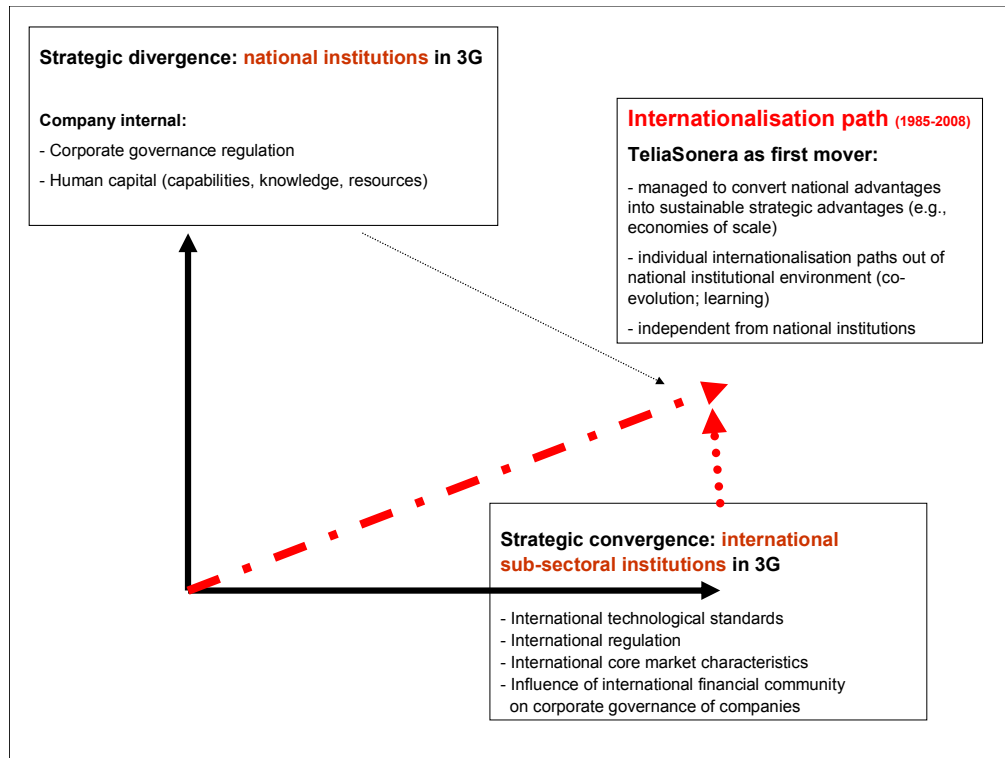 Strategic divergence: national institutions in 3G
Company internal:
- Corporate governance regulation
- Human capital (capabilities, knowledge, resources)
Internationalisation path (1985-2008)
TeliaSonera as first mover:
- managed to convert national advantages
into sustainable strategic advantages (e.g.,
economies of scale)
- individual internationalisation paths out of
national institutional environment (co-
evolution; learning)
- independent from national institutions
Strategic convergence: international
sub-sectoral institutions in 3G
- International technological standards
- International regulation
- International core market characteristics
- Influence of international financial community
on corporate governance of companies